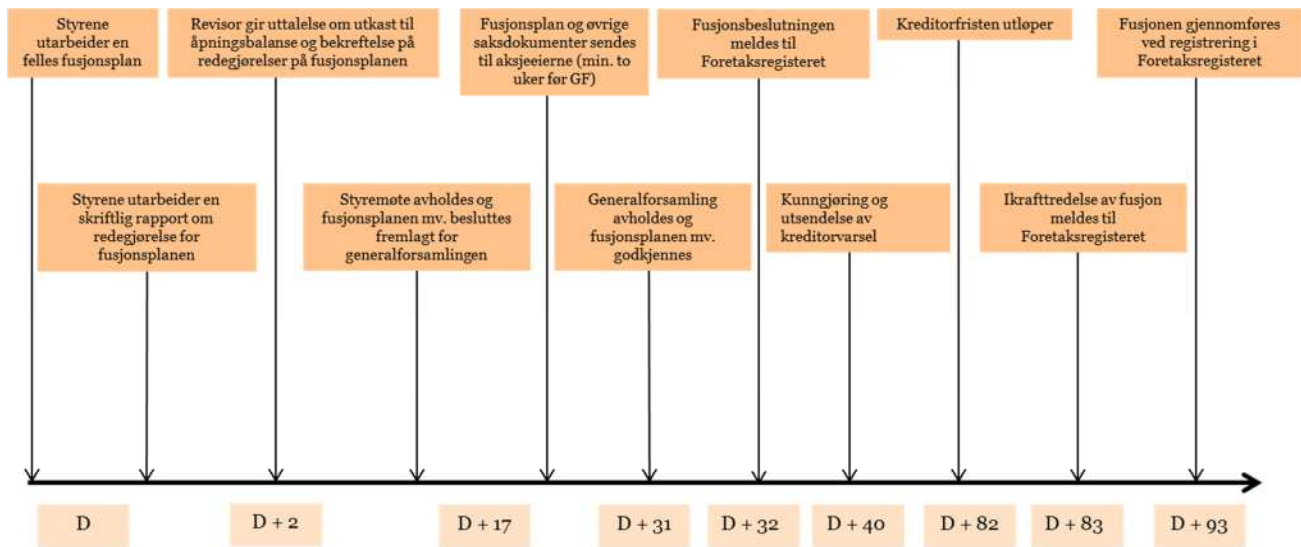 Styrene
utarbeider en
felles fusjonsplan
Revisor gir uttalelse om utkast til
åpningsbalanse og bekreftelse på
redegjørelser på fusjonsplanen
Fusjonsplan og øvrige
saksdokumenter sendes
til aksjeeierne (min. to
uker før GF)
Fusjonsbeslutningen
meldes til
Foretaksregisteret
Kreditorfristen utløper
Fusjonen gjennomføres
ved registrering i
Foretaksregisteret
Styrene utarbeider en
skriftlig rapport om
redegjørelse for
fusjonsplanen
Styremøte avholdes og
fusjonsplanen mv. besluttes
fremlagt for
generalforsamlingen
Generalforsamling
avholdes og
fusjonsplanen mv.
godkjennes
Kunngjøring og
utsendelse av
kreditorvarsel
Ikrafttredelse av fusjon
meldes til
Foretaksregisteret
D
D + 2
D + 17
D + 31
D + 32
D + 40
D + 82
D + 83
D + 93